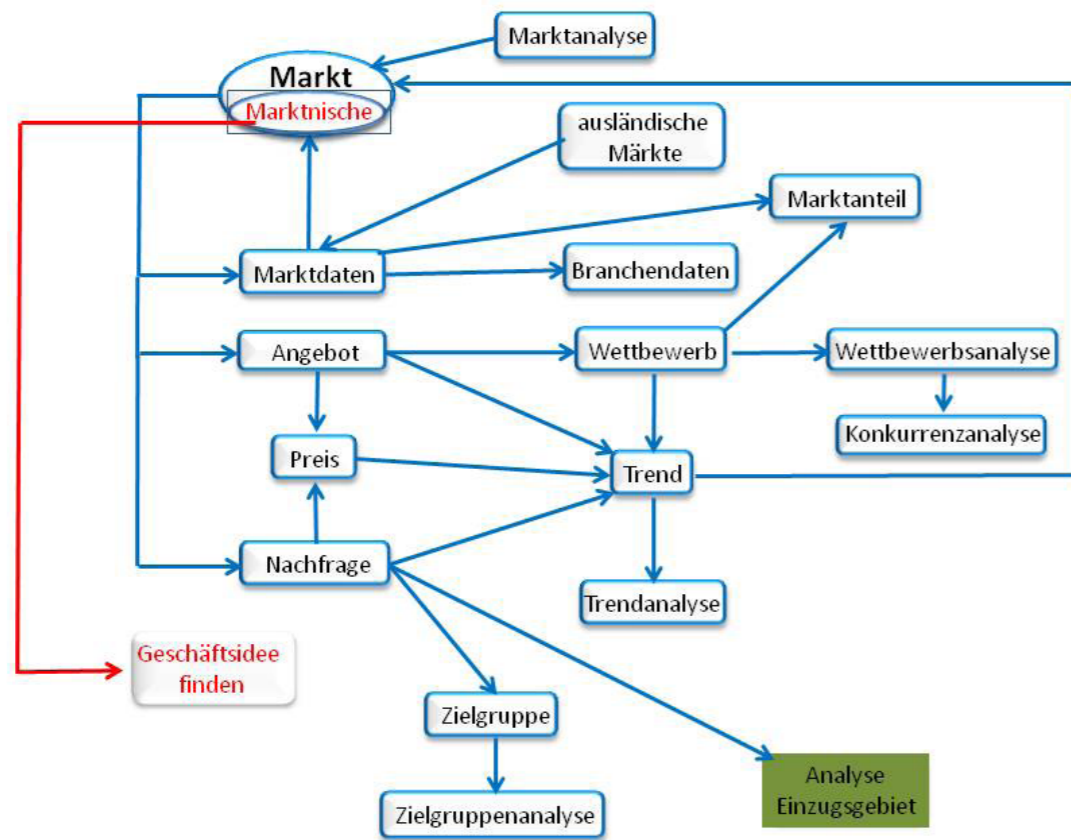 Marktanalyse
Markt
Marktnische
ausländische
Märkte
Marktanteil
Marktdaten
Branchendaten
Angebot
Wettbewerb
Wettbewerbsanalyse
Konkurrenzanalyse
Preis
Trend
Nachfrage
Trendanalyse
Geschäftsidee
finden
Zielgruppe
Analyse
Einzugsgebiet
Zielgruppenanalyse